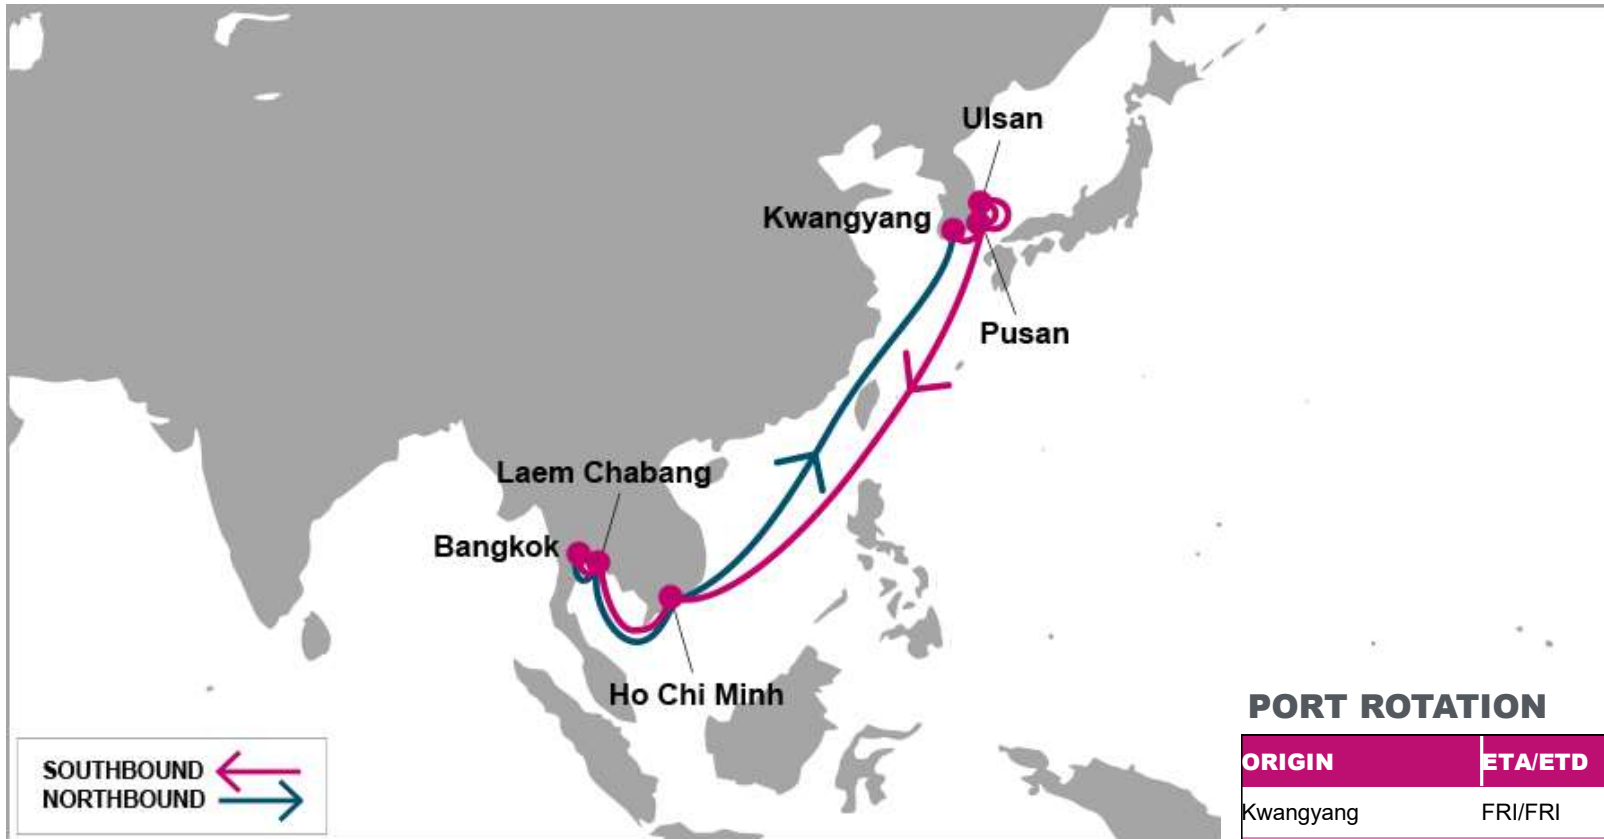 Ulsan
Kwangyang
Pusan
Laem Chabang
Bangkok
Ho Chi Minh
SOUTHBOUND
NORTHBOUND
PORT ROTATION
ORIGIN ETA/ETD
Kwangyang FRI/FRI